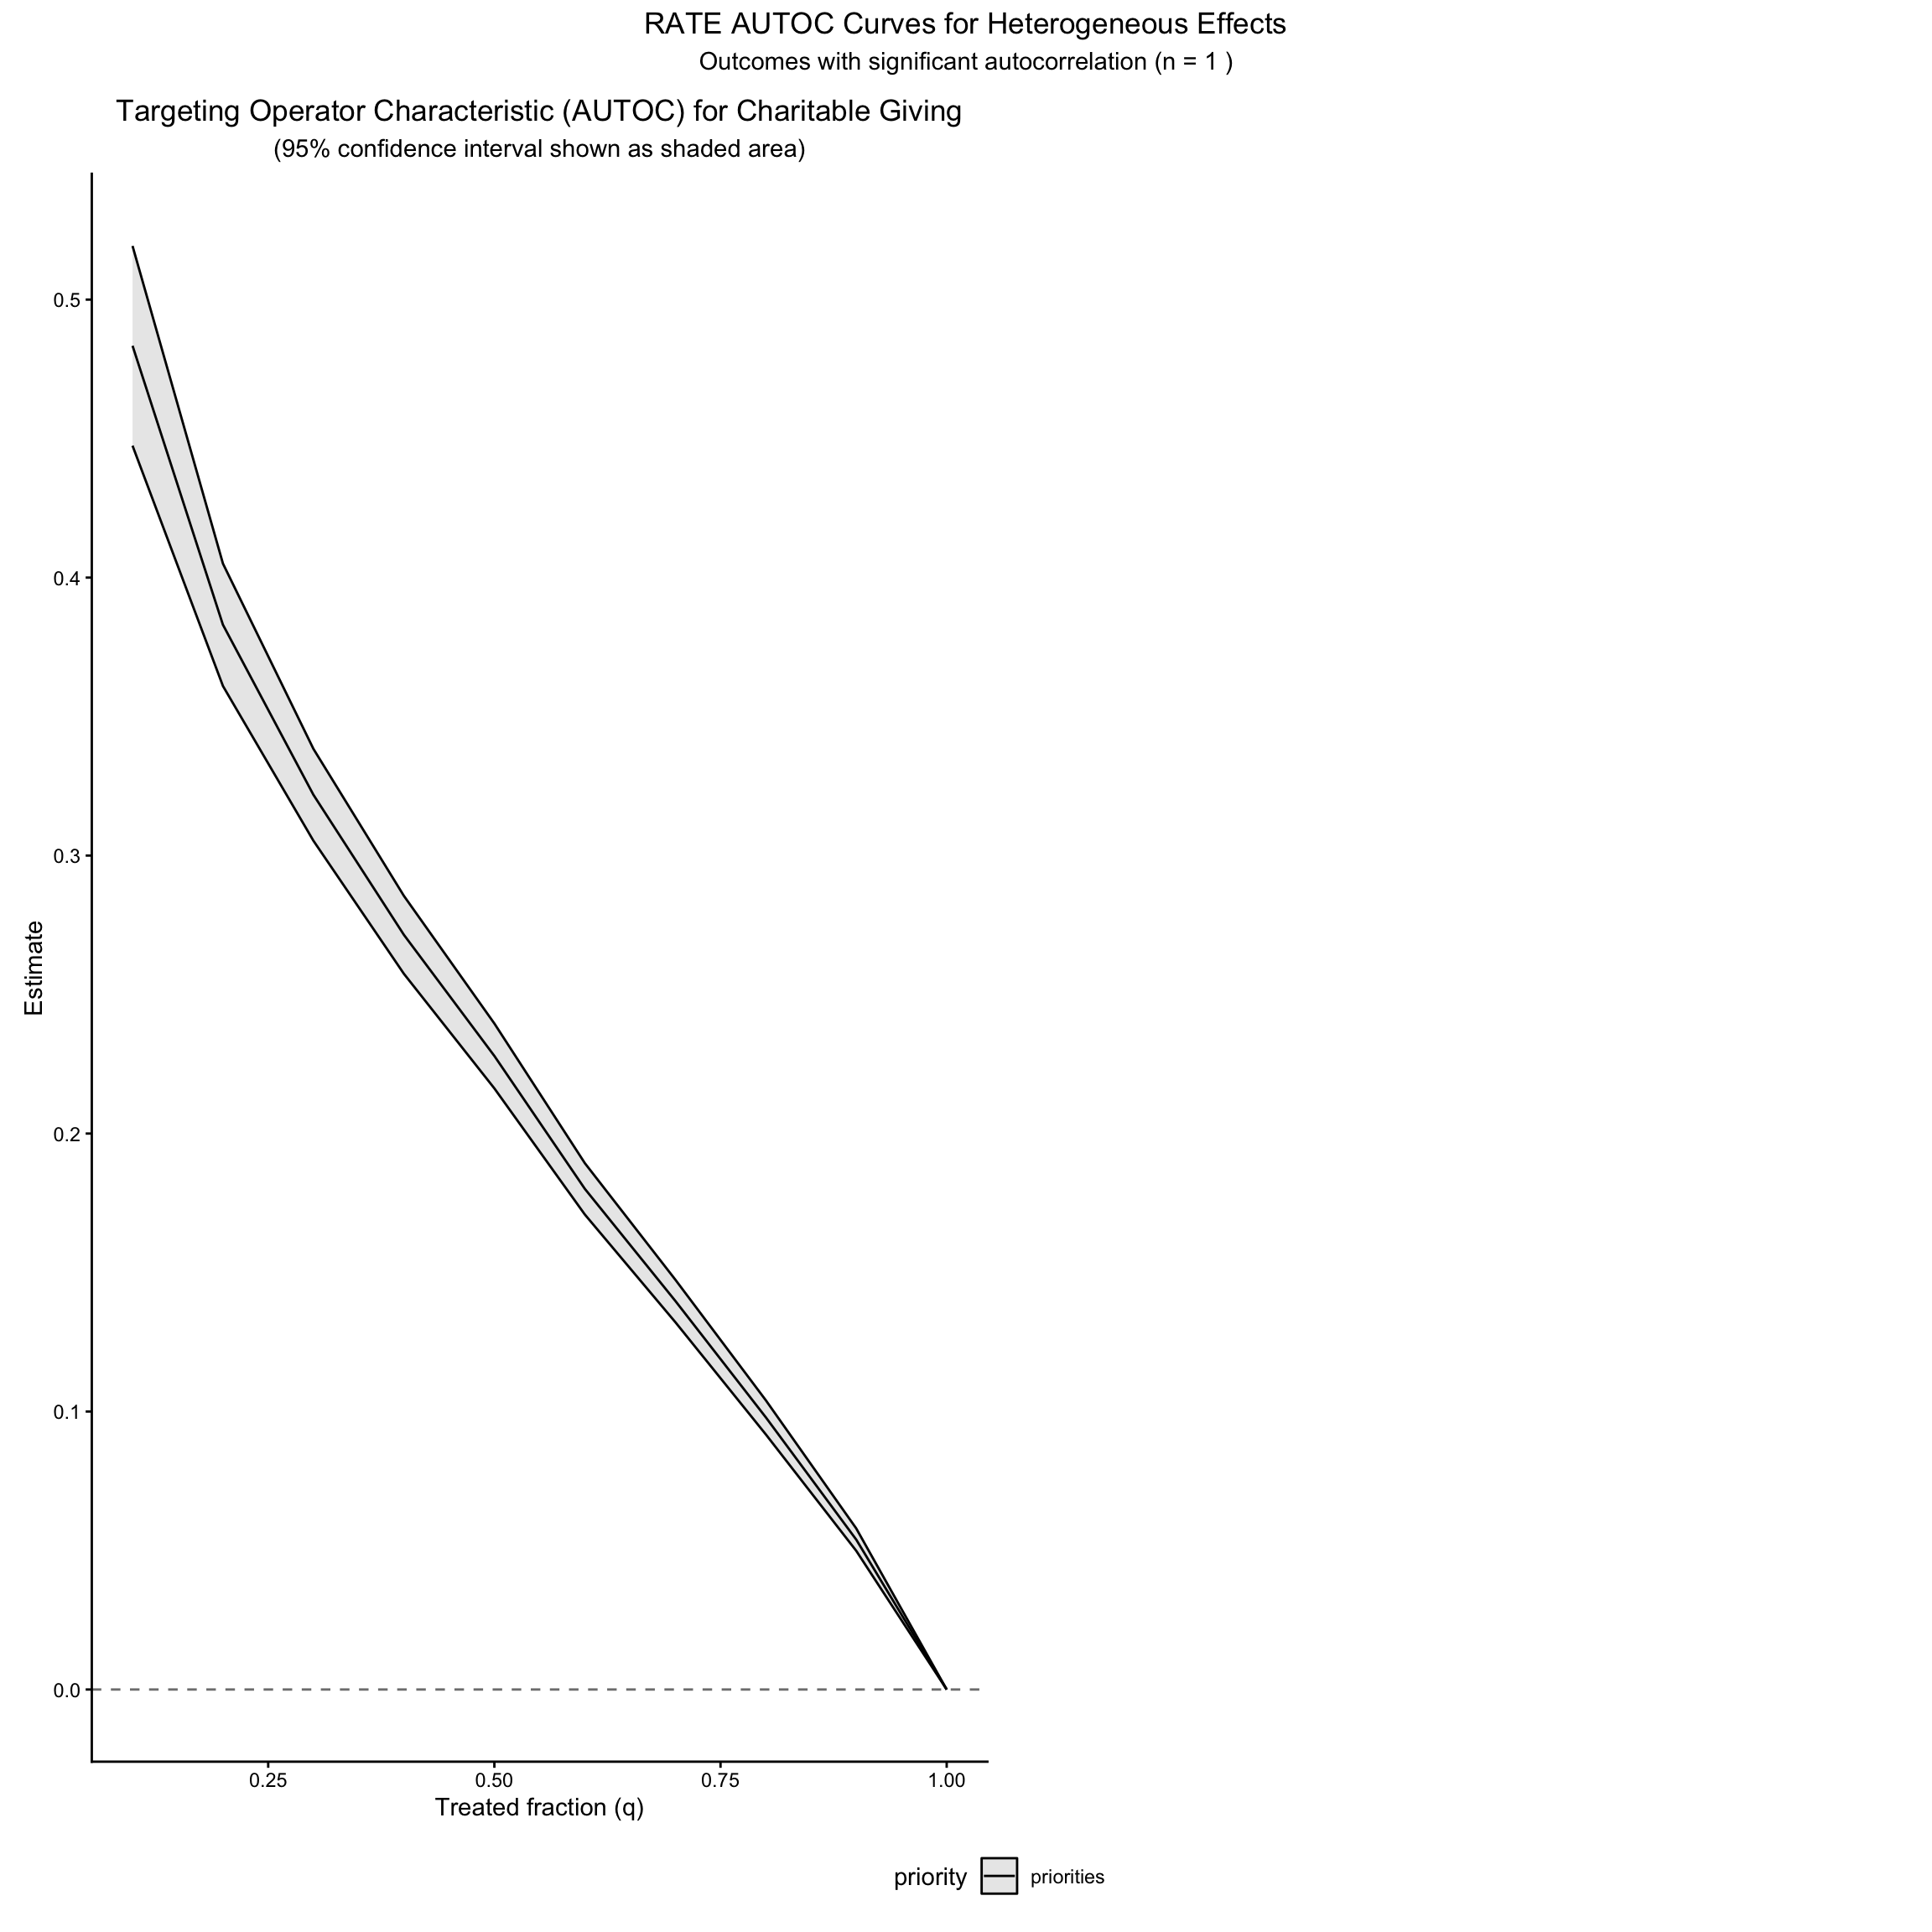 RATE AUTOC Curves for Heterogeneous Effects
Outcomes with significant autocorrelation (n = 1 )
Targeting Operator Characteristic (AUTOC) for Charitable Giving
(95% confidence interval shown as shaded area)
0.5
0.4
0.3
0.2
0.1
0.0
Estimate
0.25 0.50 0.75 1.00
Treated fraction (q)
priority priorities